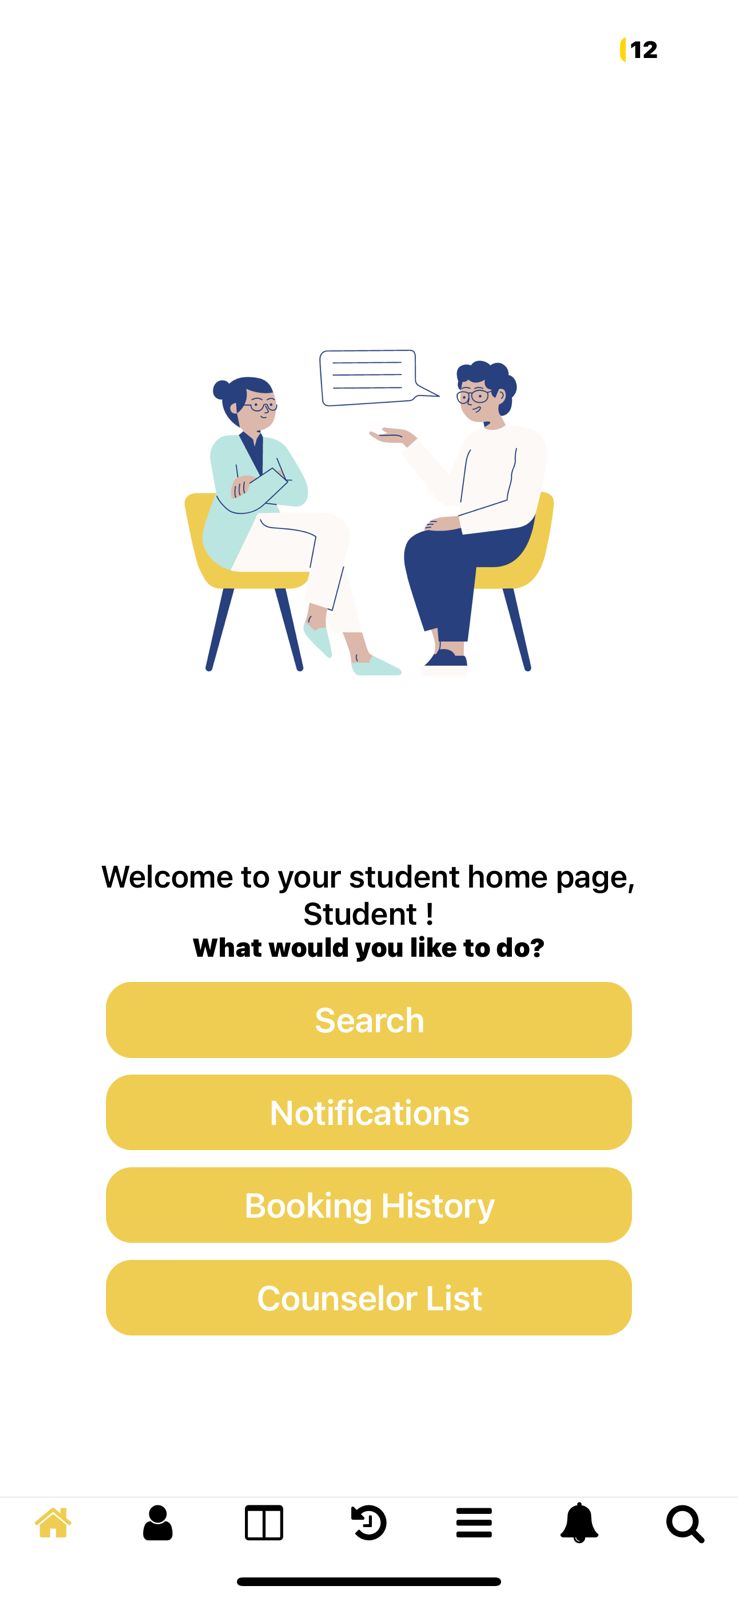 12
Welcome to your student home page,
Student !
What would you like to do?
Search
Notifications
Booking History
Counselor List